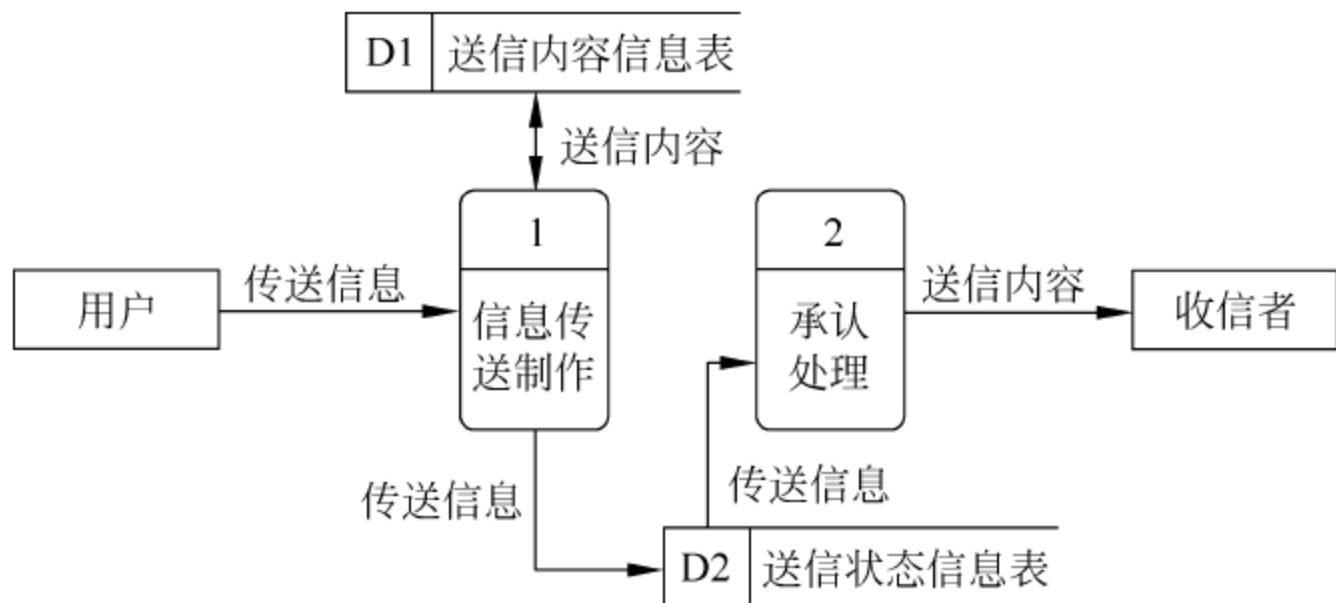 D1 送信内容信息表
送信内容
1
2
用户
传送信息
信息传
送制作
承认
处理
送信内容
收信者
传送信息
传送信息
D2 送信状态信息表